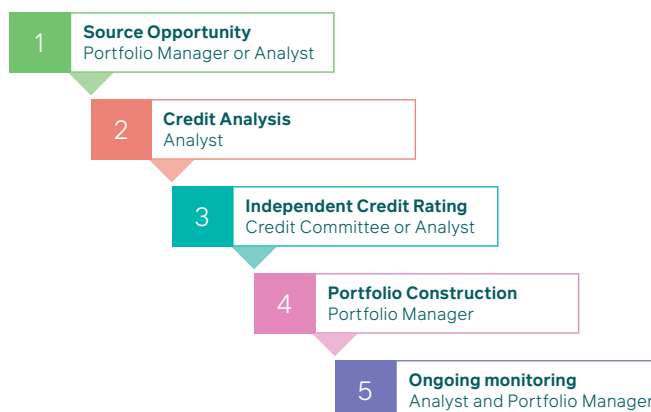 1
Source Opportunity
Portfolio Manager or Analyst
2
Credit Analysis
Analyst
3
Independent Credit Rating
Credit Committee or Analyst
4
Portfolio Construction
Portfolio Manager
5
Ongoing monitoring
Analyst and Portfolio Manager